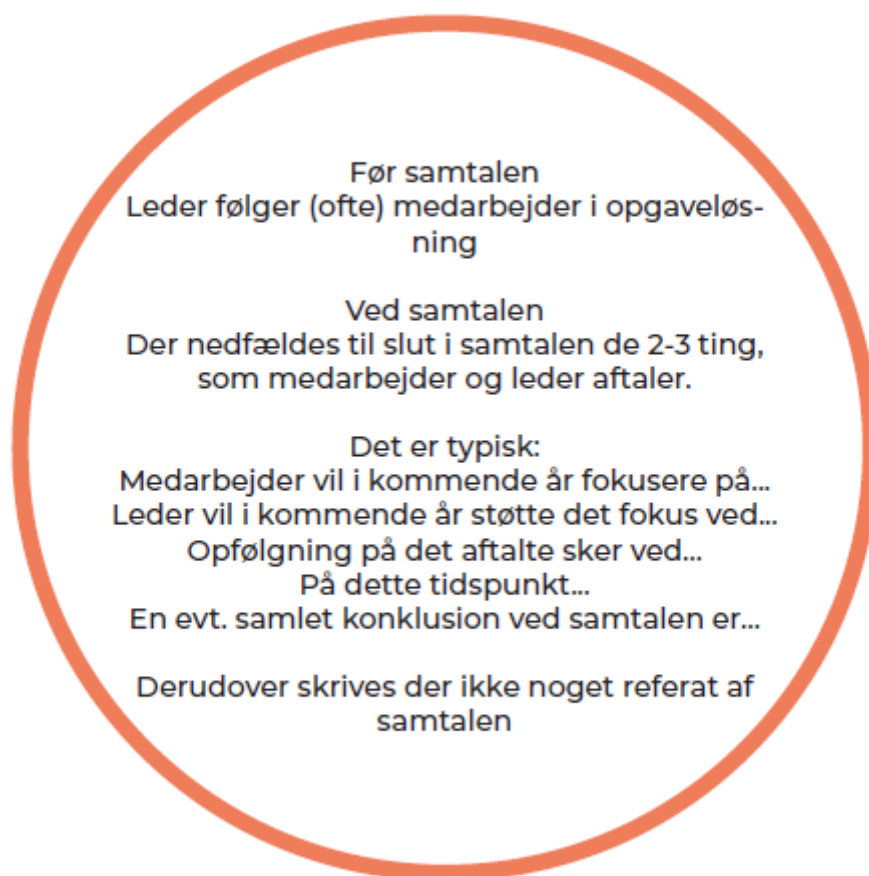 Før samtalen
Leder følger (ofte) medarbejder i opgaveløs-
ning
Ved samtalen
Der nedfældes til slut i samtalen de 2-3 ting,
som medarbejder og leder aftaler.
Det er typisk:
Medarbejder vil i kommende år fokusere på...
Leder vil i kommende år støtte det fokus ved...
Opfølgning på det aftalte sker ved...
På dette tidspunkt...
En evt. samlet konklusion ved samtalen er...
Derudover skrives der ikke noget referat af
samtalen